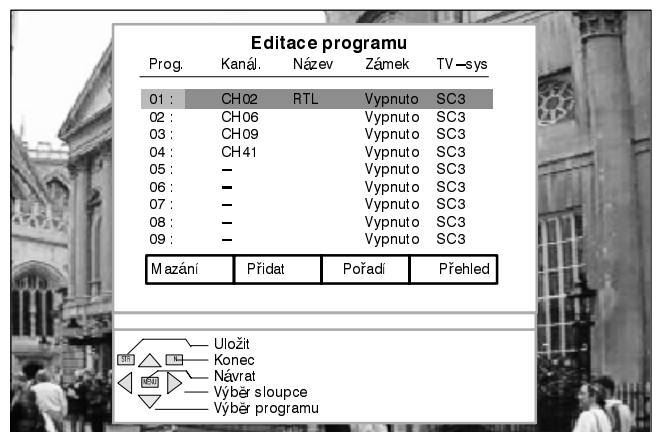 Editace programu
Prog. Kanál. Název Zámek TV–sys
01 : CH02 RTL Vypnuto SC3
02 : CH06 Vypnuto SC3
03 : CH09 Vypnuto SC3
04 : CH41 Vypnuto SC3
05 : – Vypnuto SC3
06 : – Vypnuto SC3
07 : – Vypnuto SC3
08 : – Vypnuto SC3
09 : – Vypnuto SC3
Mazání Přidat Pořadí Přehled
Uložit
STR N Konec
Návrat
MENU
Výběr sloupce
Výběr programu